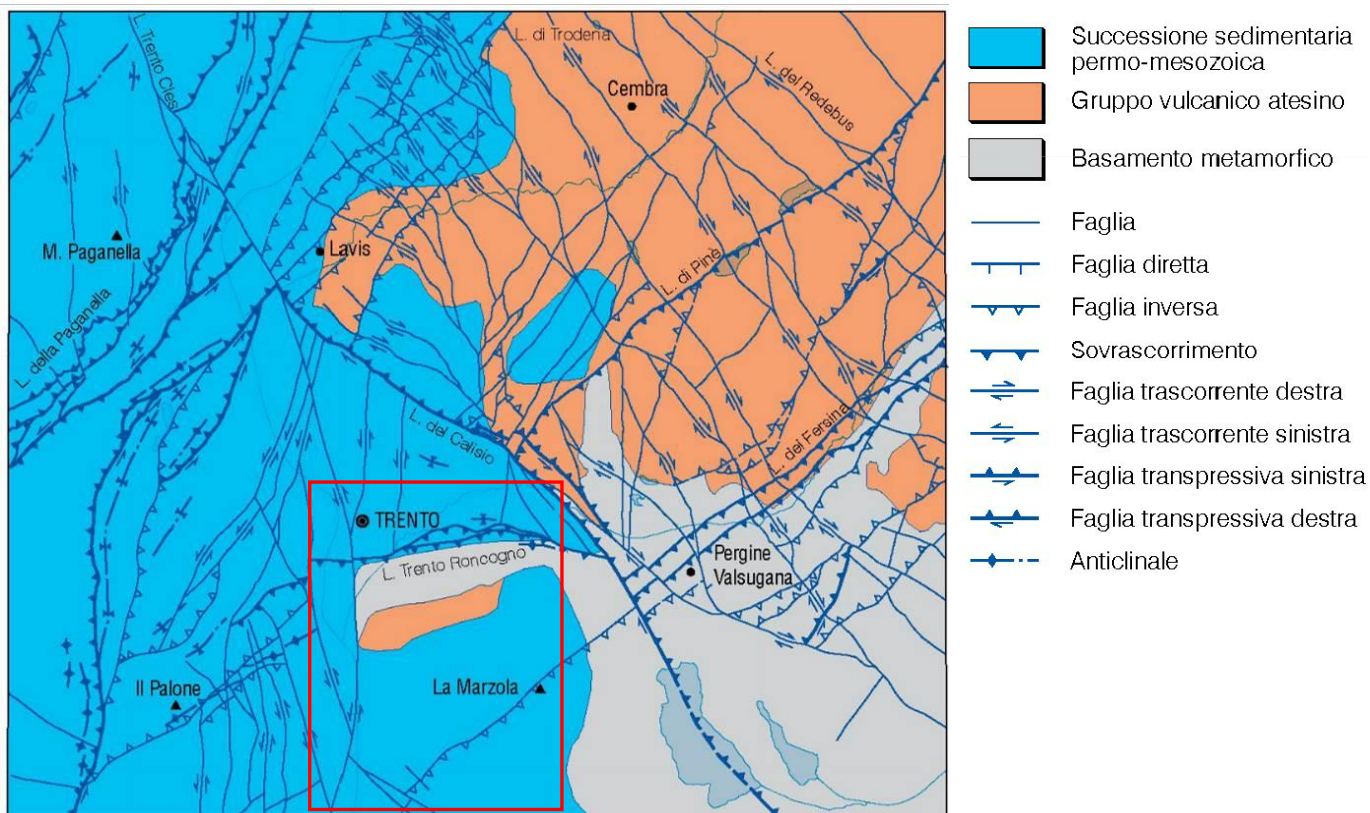 L. Trento Cles
L. di Trodena
L. del Redebus
Cembra
M. Paganella
Lavis
L. di Pinè
L. della Paganella
L. del Calisio
L. del Fersina
TRENTO
L. Trento Roncogno
Pergine
Valsugana
Il Palone
La Marzola
Successione sedimentaria
permo-mesozoica
Gruppo vulcanico atesino
Basamento metamorfico
Faglia
Faglia diretta
Faglia inversa
Sovrascorrimento
Faglia trascorrente destra
Faglia trascorrente sinistra
Faglia transpressiva sinistra
Faglia transpressiva destra
Anticlinale